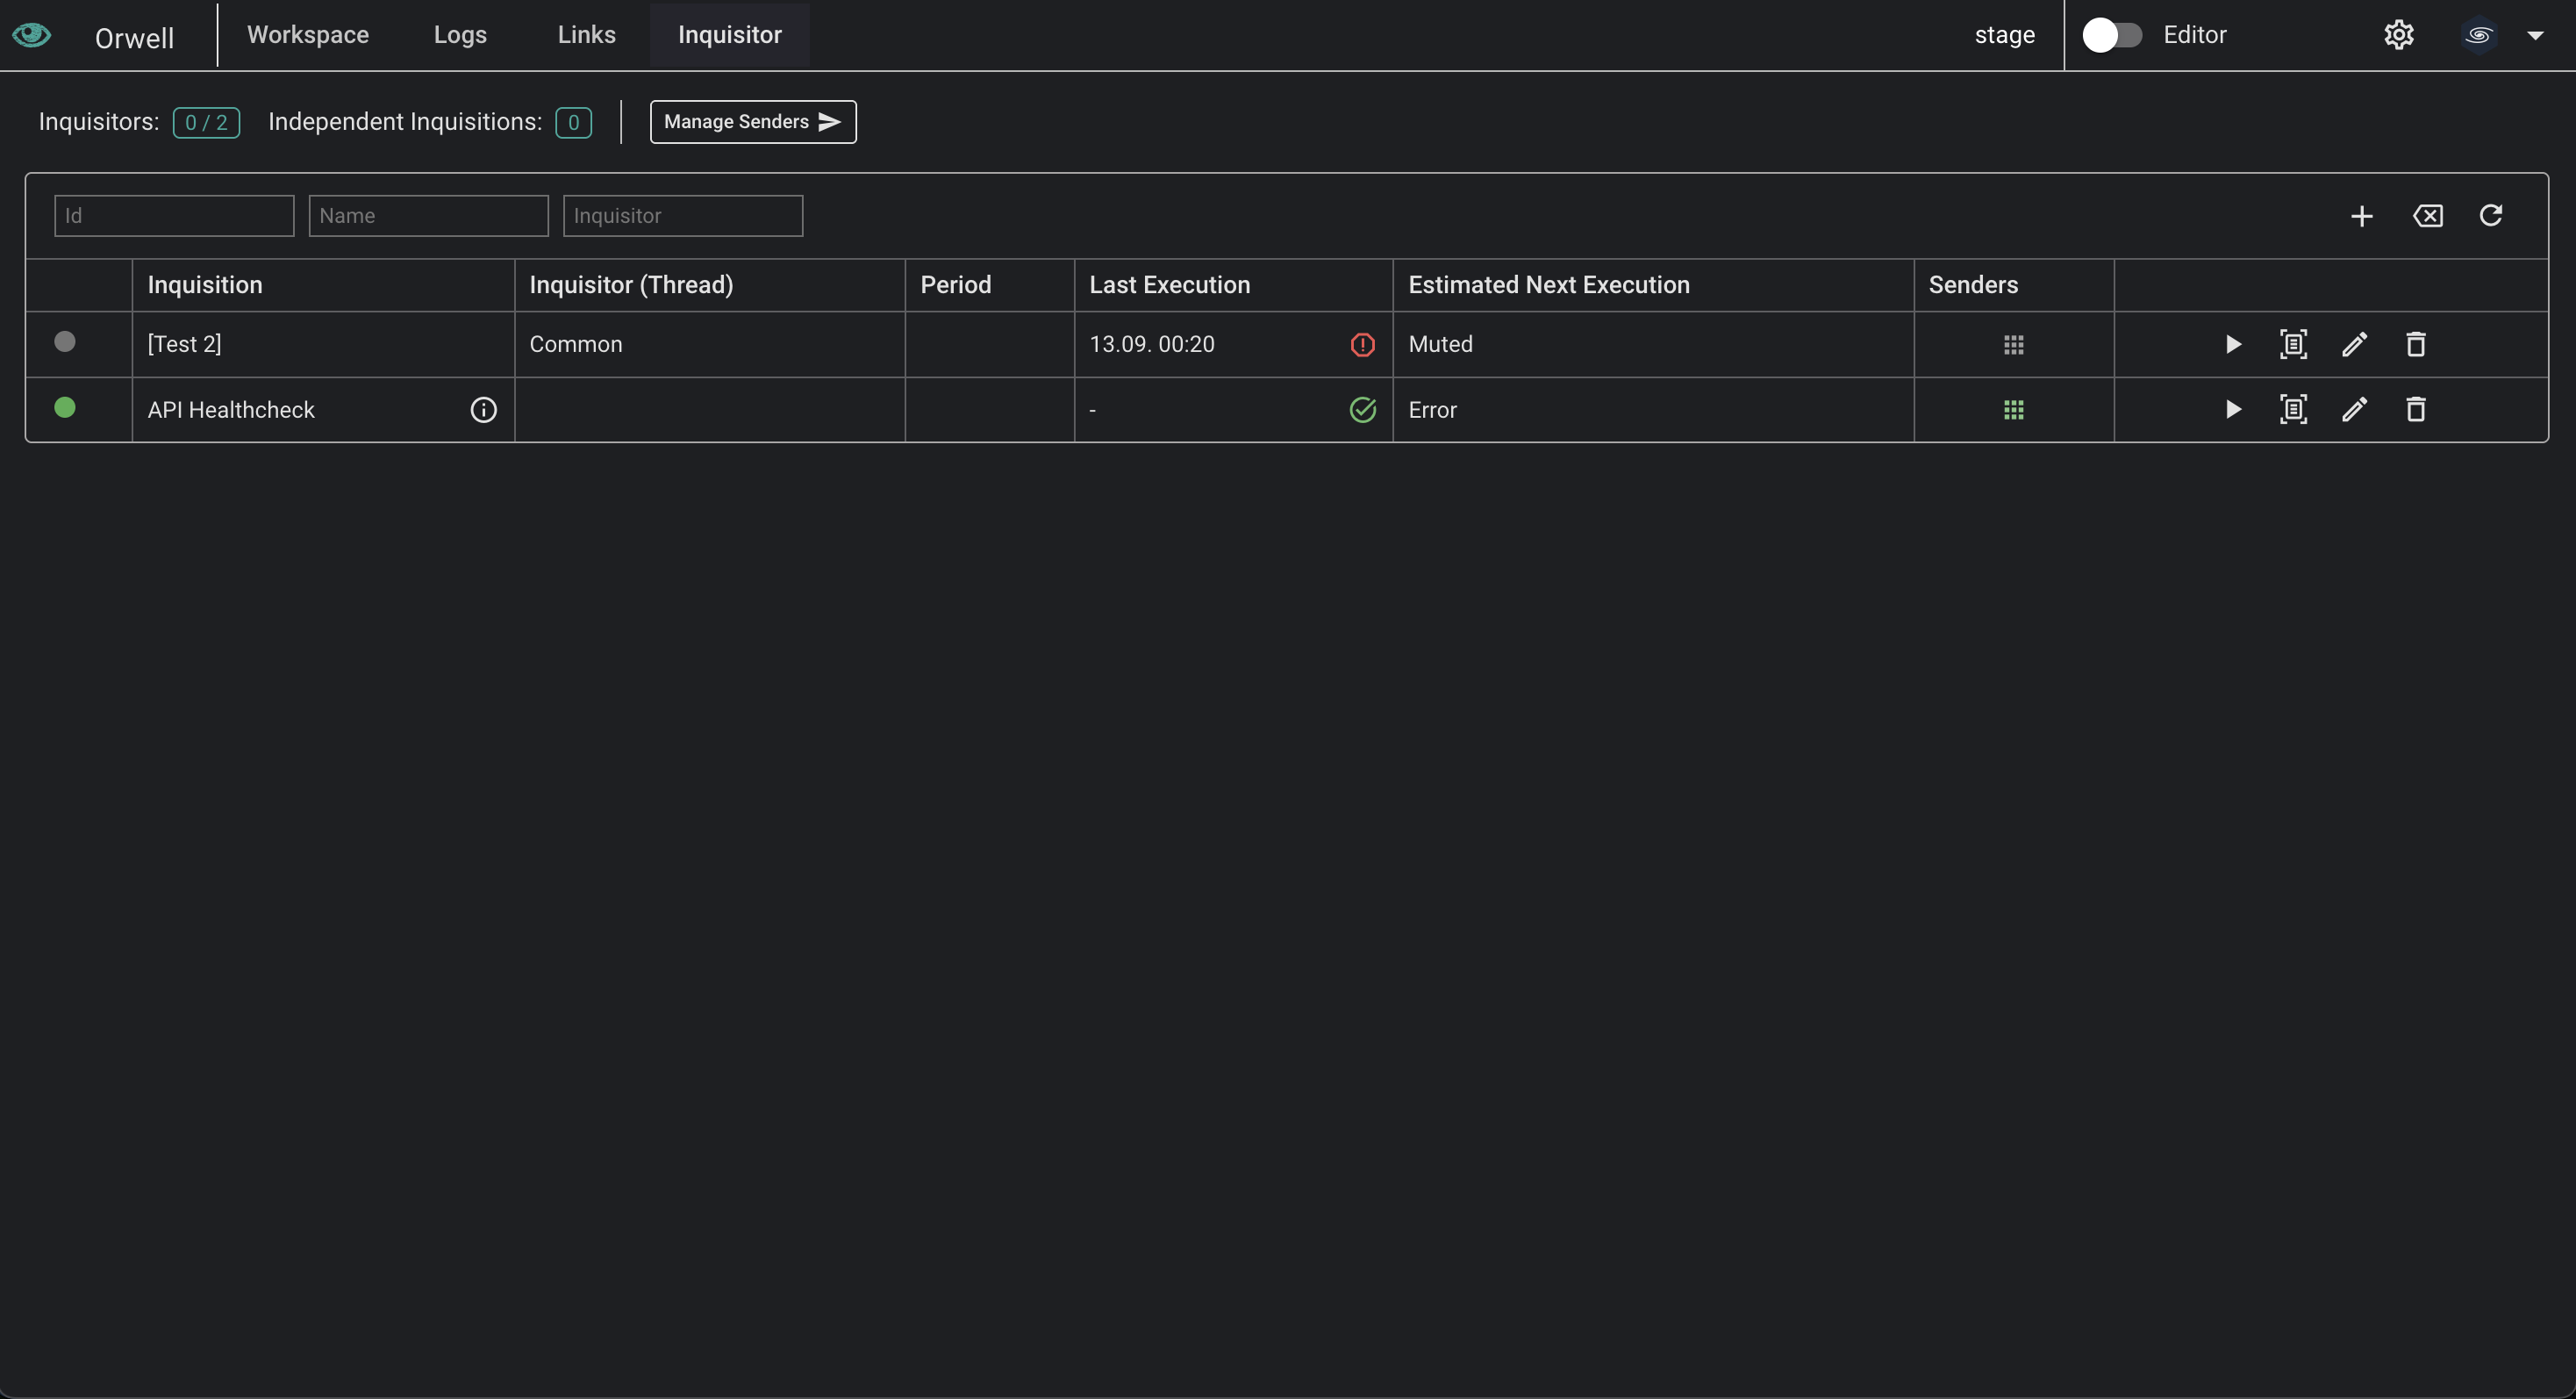 Orwell Workspace Logs Links Inquisitor stage Editor
Inquisitors: 0 / 2 Independent Inquisitions: 0 Manage Senders
Id Name Inquisitor
Inquisition Inquisitor (Thread) Period Last Execution Estimated Next Execution Senders
[Test 2] Common 13.09. 00:20 Muted
API Healthcheck - Error